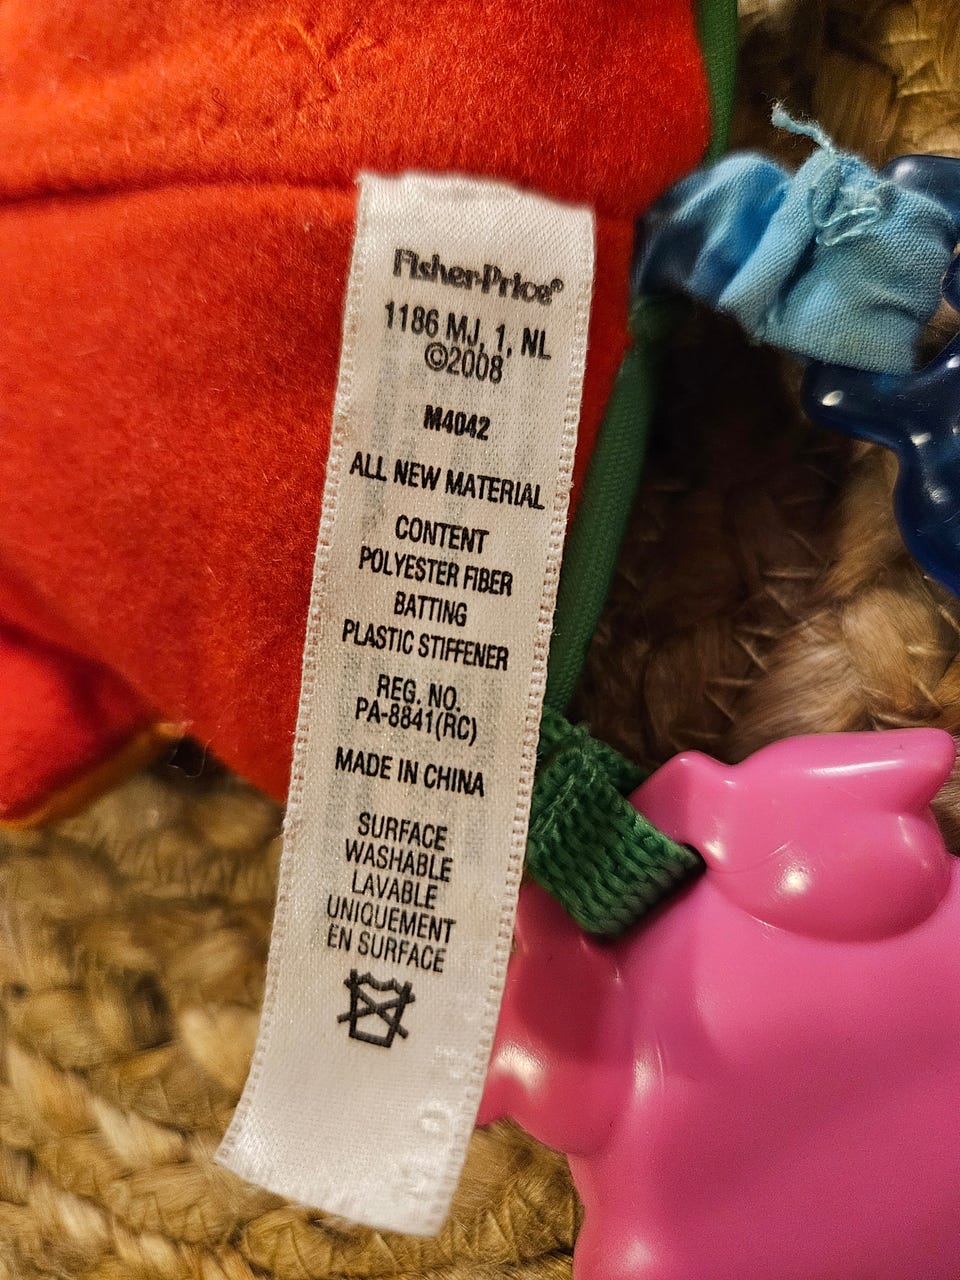 Fisher-Price®
1186 MJ, 1, NL
©2008
M4042
ALL NEW MATERIAL
CONTENT
POLYESTER FIBER
BATTING
PLASTIC STIFFENER
REG. NO.
PA-8841(RC)
MADE IN CHINA
SURFACE
WASHABLE
LAVABLE
UNIQUEMENT
EN SURFACE